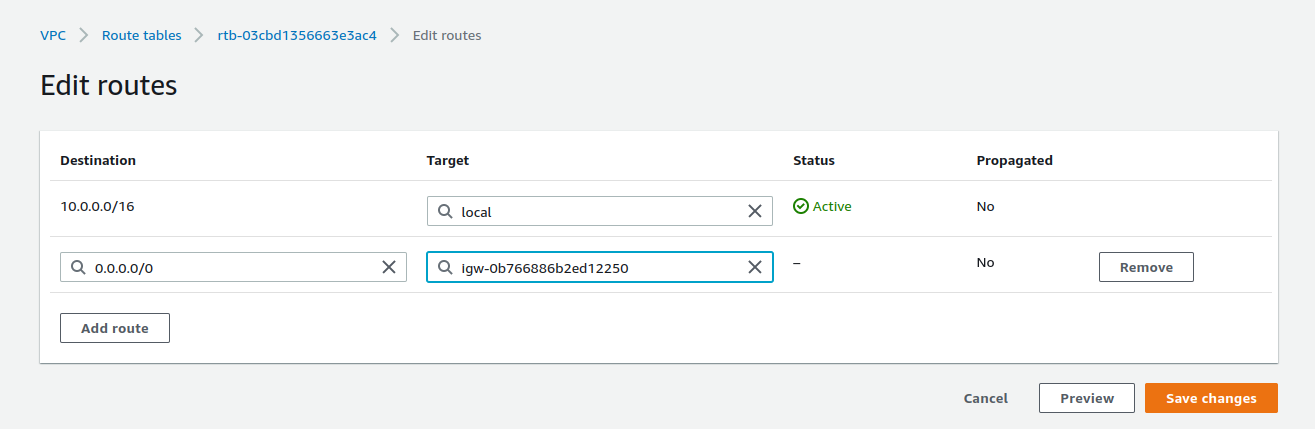 VPC > Route tables > rtb-03cbd1356663e3ac4 > Edit routes
Edit routes
Destination Target Status Propagated
10.0.0.0/16 local Active No
0.0.0.0/0 igw-0b766886b2ed12250 – No Remove
Add route
Cancel Preview Save changes